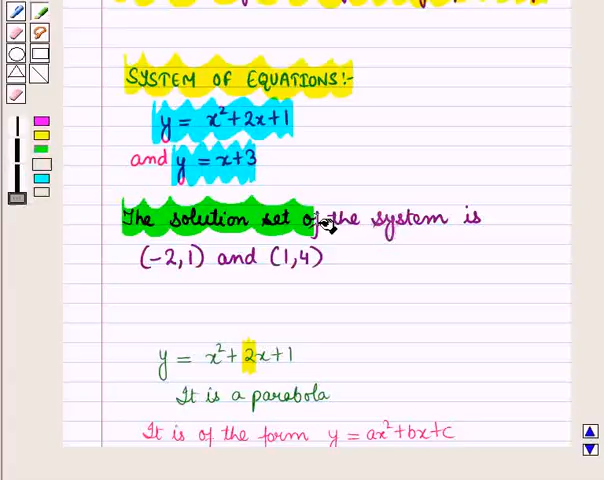 SYSTEM OF EQUATIONS:-
y = x²+2x+1
and y = x+3
The solution set of the system is
(-2,1) and (1,4)
y = x²+2x+1
It is a parabola
It is of the form y = ax²+bx+c